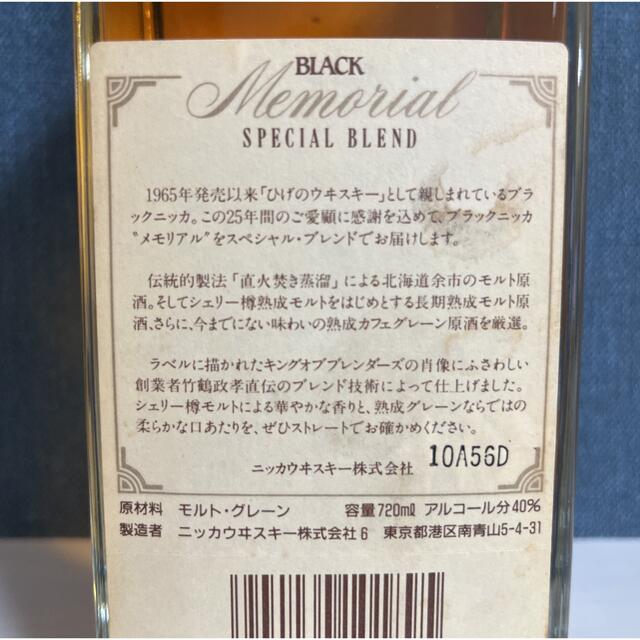 BLACK
Memorial
SPECIAL BLEND
1965年発売以来「ひげのウヰスキー」として親しまれているブラ
ックニッカ。この25年間のご愛顧に感謝を込めて、ブラックニッカ
〝メモリアル〟をスペシャル・ブレンドでお届けします。
伝統的製法「直火焚き蒸溜」による北海道余市のモルト原
酒。そしてシェリー樽熟成モルトをはじめとする長期熟成モルト原
酒、さらに、今までにない味わいの熟成カフェグレーン原酒を厳選。
ラベルに描かれたキングオブブレンダーズの肖像にふさわしい
創業者竹鶴政孝直伝のブレンド技術によって仕上げました。
シェリー樽モルトによる華やかな香りと、熟成グレーンならではの
柔らかな口あたりを、ぜひストレートでお確かめください。
ニッカウヰスキー株式会社 10A56D
原材料 モルト・グレーン 容量720ml アルコール分40%
製造者 ニッカウヰスキー株式会社6 東京都港区南青山5-4-31